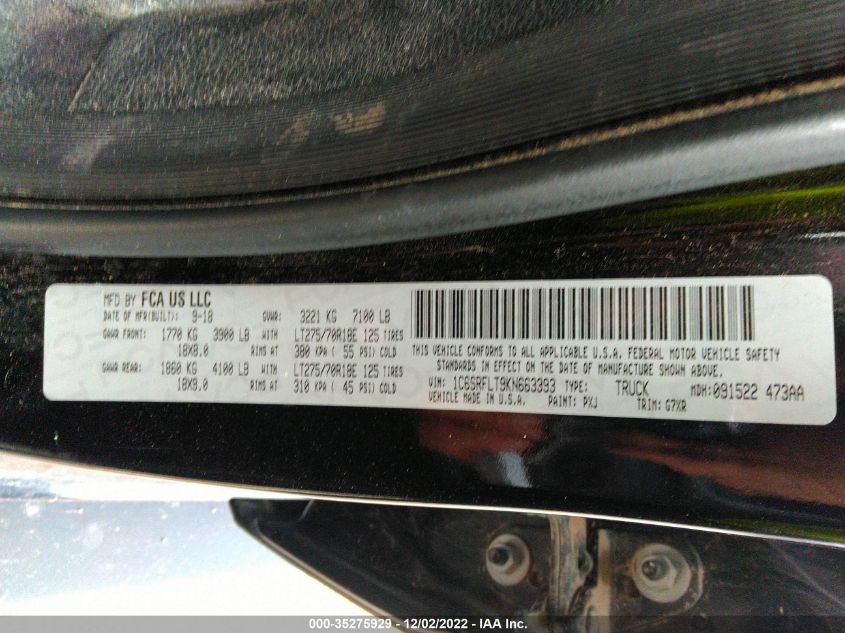 MFD BY FCA US LLC
DATE OF MFR(BUILT): 9-18 GVWR: 3221 KG 7100 LB
GAWR FRONT: 1770 KG 3900 LB WITH LT275/70R18E 125 TIRES
18X8.0 RIMS AT 380 KPA ( 55 PSI) COLD
GAWR REAR: 1860 KG 4100 LB WITH LT275/70R18E 125 TIRES
18X9.0 RIMS AT 310 KPA ( 45 PSI) COLD
THIS VEHICLE CONFORMS TO ALL APPLICABLE U.S.A. FEDERAL MOTOR VEHICLE SAFETY
STANDARDS IN EFFECT ON THE DATE OF MANUFACTURE SHOWN ABOVE.
VIN: 1C6SRFLT9KN663393 TYPE: TRUCK MDH:091522 473AA
VEHICLE MADE IN U.S.A. PAINT: PXJ TRIM: G7XR
000-35275929 - 12/02/2022 - IAA Inc.